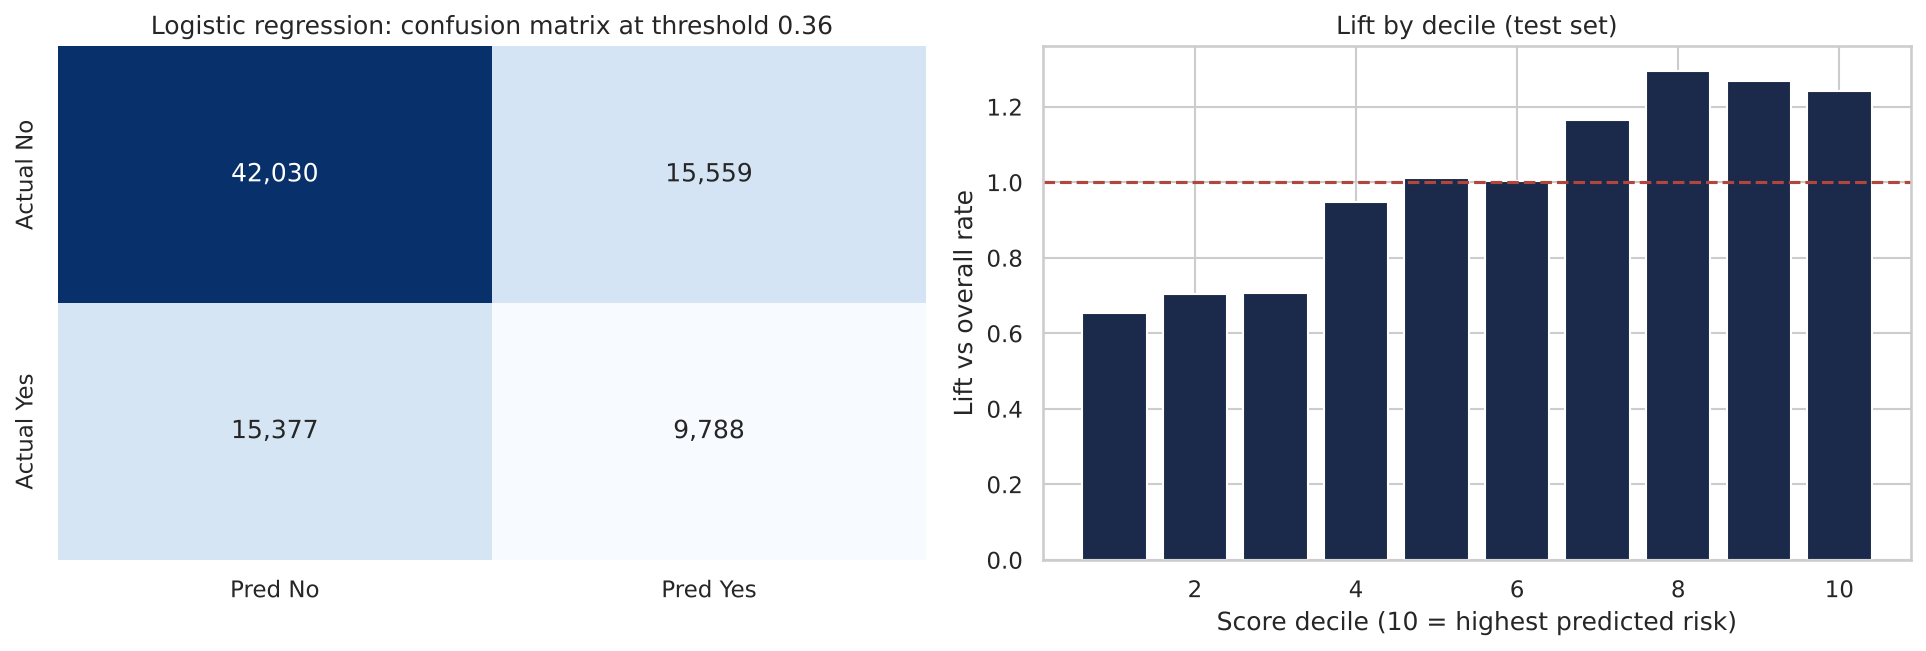 Logistic regression: confusion matrix at threshold 0.36
Actual No
42,030
15,559
Actual Yes
15,377
9,788
Pred No
Pred Yes
Lift by decile (test set)
Lift vs overall rate
1.2
1.0
0.8
0.6
0.4
0.2
0.0
2
4
6
8
10
Score decile (10 = highest predicted risk)